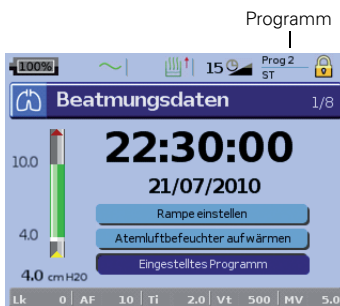 Programm
100% 15 Prog 2
ST
Beatmungsdaten 1/8
22:30:00
10.0
21/07/2010
Rampe einstellen
4.0 Atemluftbefeuchter aufwärmen
Eingestelltes Programm
4.0 cmH2O
Lk 0 AF 10 Ti 2.0 Vt 500 MV 5.0